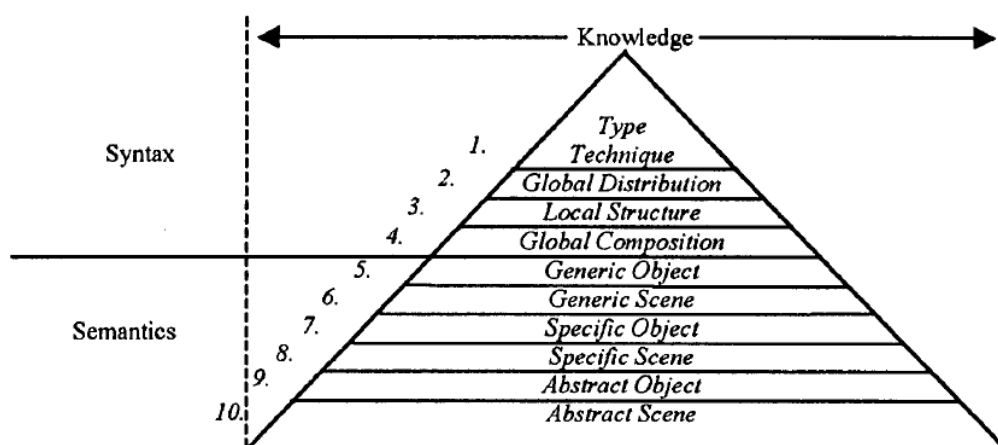 Knowledge
Syntax
1. Type
Technique
2. Global Distribution
3. Local Structure
4. Global Composition
5. Generic Object
6. Generic Scene
Semantics
7. Specific Object
8. Specific Scene
9. Abstract Object
10. Abstract Scene